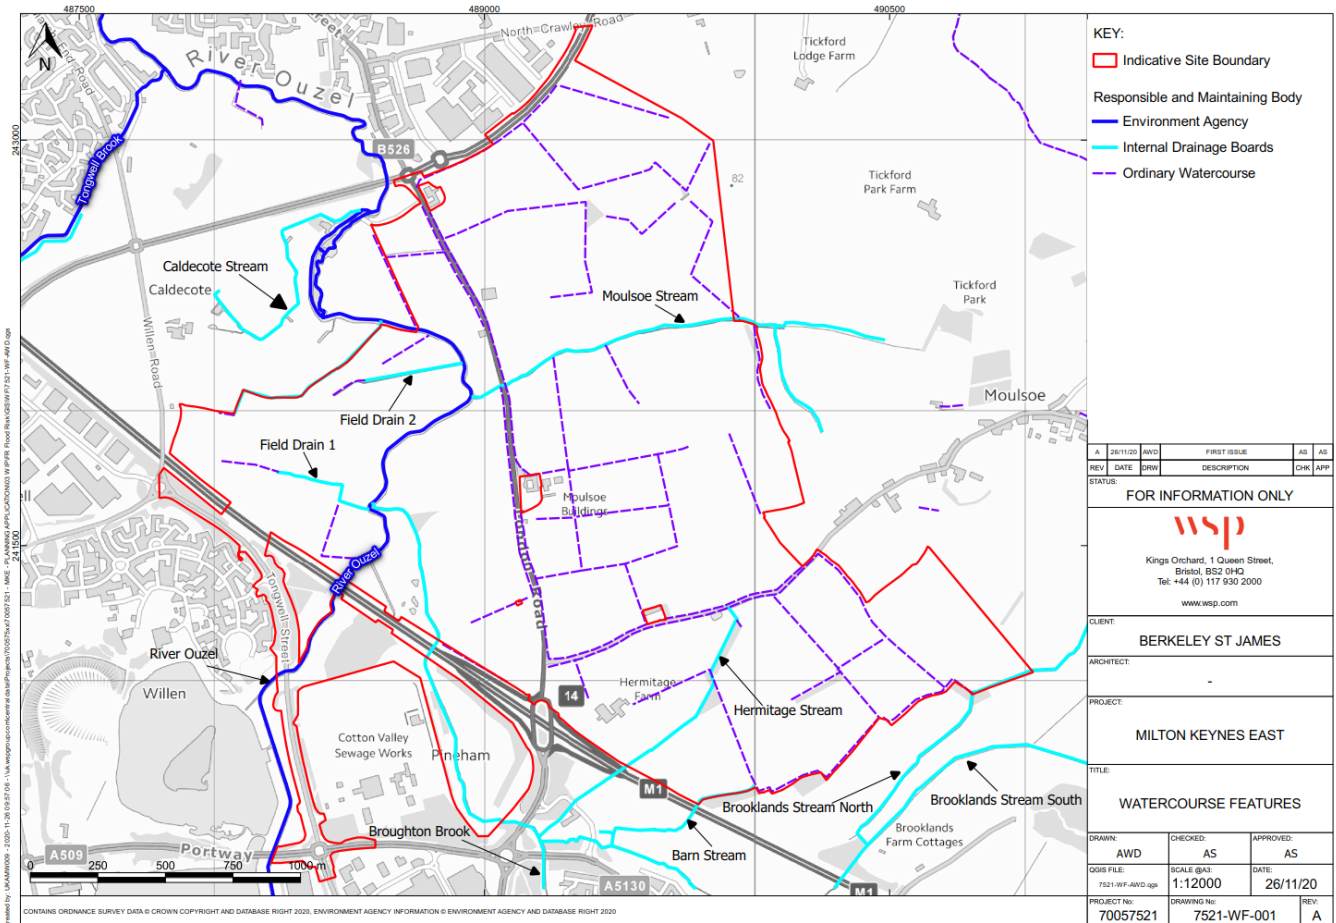 487500
489000
490500
243000
241500
N
River Ouzel
North Crawley Road
Street
Tickford
Lodge Farm
Tongwell Brook
B526
82
Tickford
Park Farm
Caldecote Stream
Caldecote
Moulsoe Stream
Tickford
Park
Willen Road
Field Drain 2
Moulsoe
Field Drain 1
Moulsoe
Buildings
London Road
River Ouzel
Tongwell Street
River Ouzel
Willen
14
Hermitage
Farm
Hermitage Stream
Cotton Valley
Sewage Works
Pineham
M1
Brooklands Stream North
Brooklands Stream South
Brooklands
Farm Cottages
Broughton Brook
Barn Stream
A509
Portway
A5130
M1
0 250 500 750 1000 m
CONTAINS ORDNANCE SURVEY DATA © CROWN COPYRIGHT AND DATABASE RIGHT 2020, ENVIRONMENT AGENCY INFORMATION © ENVIRONMENT AGENCY AND DATABASE RIGHT 2020
KEY:
Indicative Site Boundary
Responsible and Maintaining Body
Environment Agency
Internal Drainage Boards
Ordinary Watercourse
A 26/11/20 AWD FIRST ISSUE AS AS
REV DATE DRW DESCRIPTION CHK APP
STATUS:
FOR INFORMATION ONLY
wsp
Kings Orchard, 1 Queen Street,
Bristol, BS2 0HQ
Tel: +44 (0) 117 930 2000
www.wsp.com
CLIENT:
BERKELEY ST JAMES
ARCHITECT:
-
PROJECT:
MILTON KEYNES EAST
TITLE:
WATERCOURSE FEATURES
DRAWN: CHECKED: APPROVED:
AWD AS AS
QGIS FILE: SCALE @A3: DATE:
7521-WF-AWD.qgs 1:12000 26/11/20
PROJECT No: DRAWING No: REV:
70057521 7521-WF-001 A